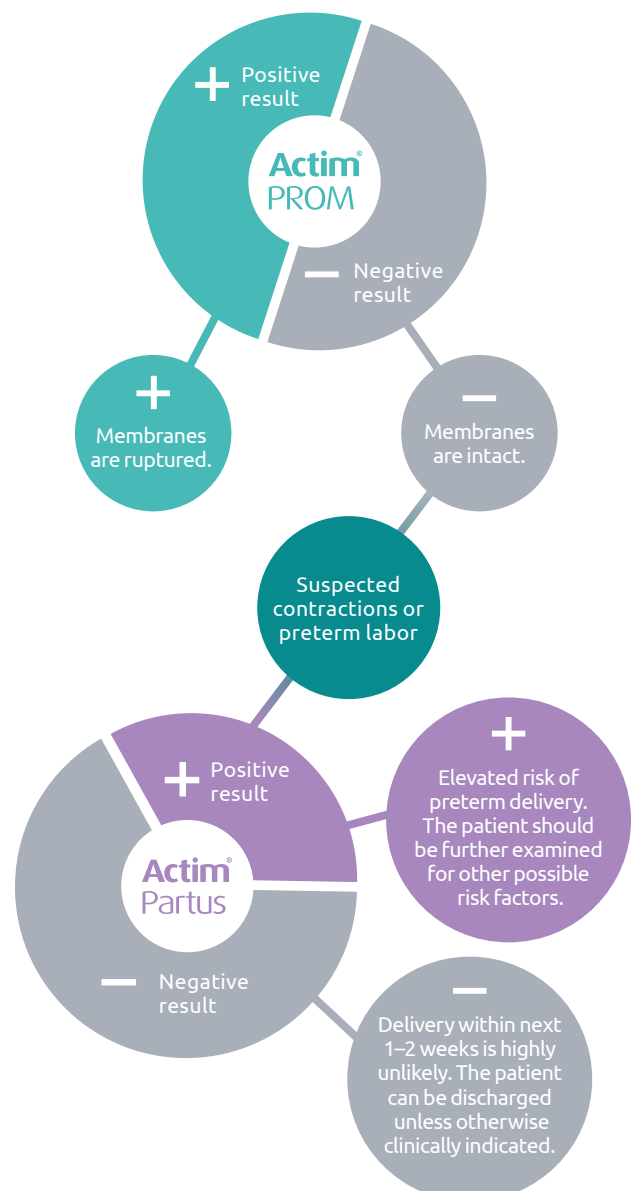 Positive
result
Actim®
PROM
Negative
result
Membranes
are ruptured.
Membranes
are intact.
Suspected
contractions or
preterm labor
Positive
result
Elevated risk of
preterm delivery.
The patient should
be further examined
for other possible
risk factors.
Actim®
Partus
Negative
result
Delivery within next
1–2 weeks is highly
unlikely. The patient
can be discharged
unless otherwise
clinically indicated.